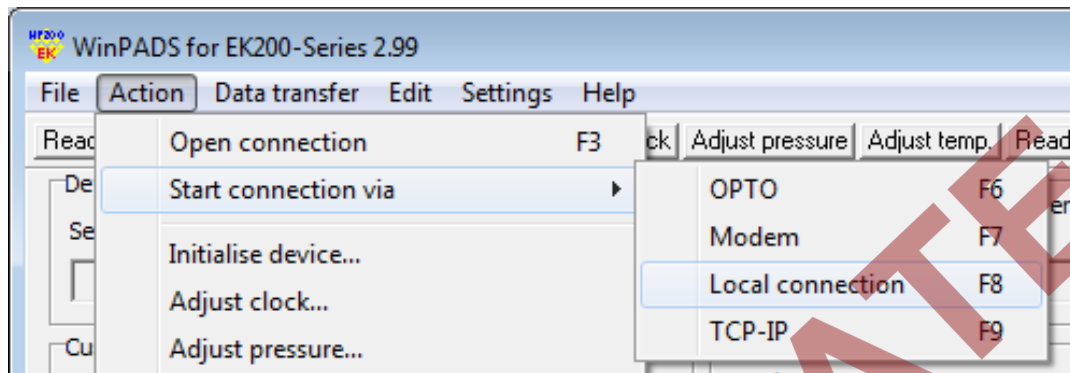 WinPADS for EK200-Series 2.99
File Action Data transfer Edit Settings Help
Adjust pressure Adjust temp. Read
Open connection F3
Start connection via
Initialise device...
Adjust clock...
Adjust pressure...
OPTO F6
Modem F7
Local connection F8
TCP-IP F9